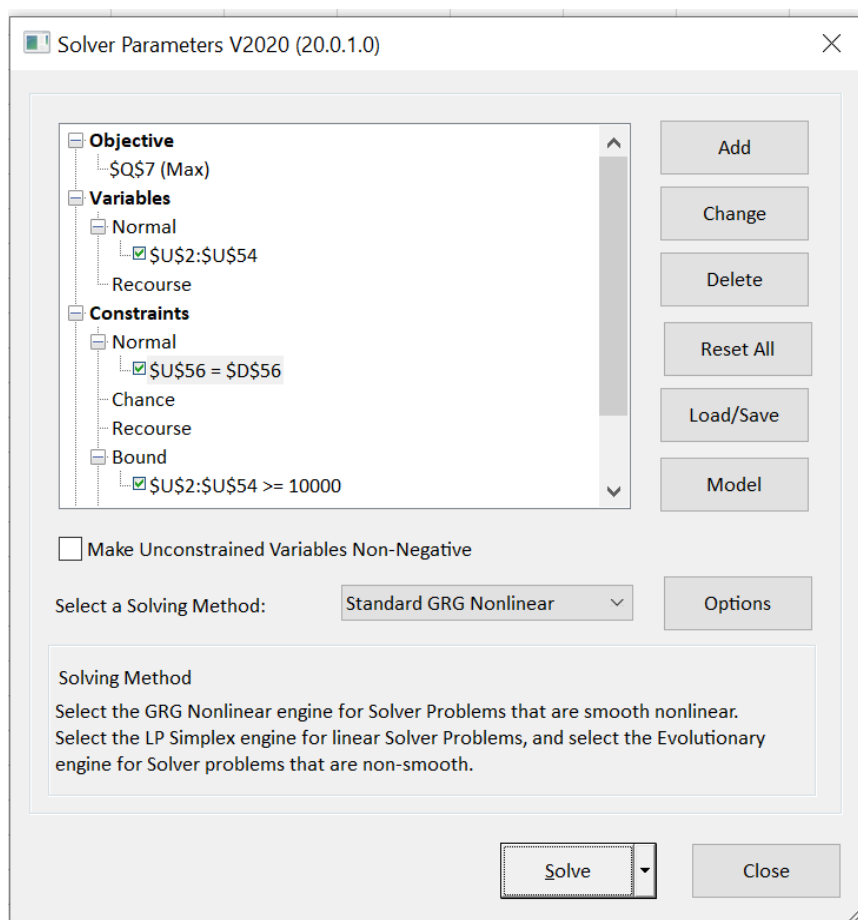 Solver Parameters V2020 (20.0.1.0)
Objective
$Q$7 (Max)
Variables
Normal
$U$2:$U$54
Recourse
Constraints
Normal
$U$56 = $D$56
Chance
Recourse
Bound
$U$2:$U$54 >= 10000
Add
Change
Delete
Reset All
Load/Save
Model
Make Unconstrained Variables Non-Negative
Select a Solving Method:
Standard GRG Nonlinear
Options
Solving Method
Select the GRG Nonlinear engine for Solver Problems that are smooth nonlinear.
Select the LP Simplex engine for linear Solver Problems, and select the Evolutionary
engine for Solver problems that are non-smooth.
Solve
Close